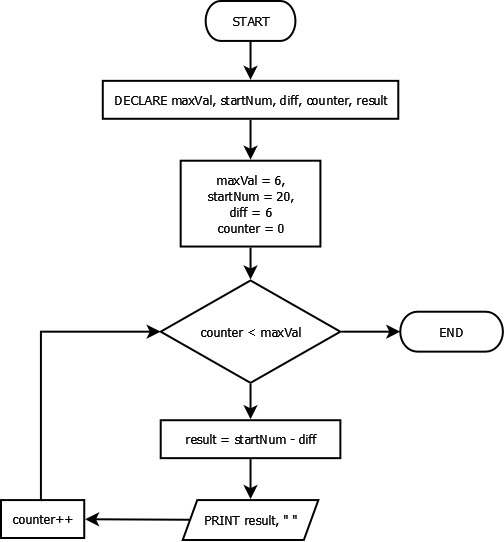 START
DECLARE maxVal, startNum, diff, counter, result
maxVal = 6,
startNum = 20,
diff = 6
counter = 0
counter < maxVal
END
result = startNum - diff
PRINT result, " "
counter++